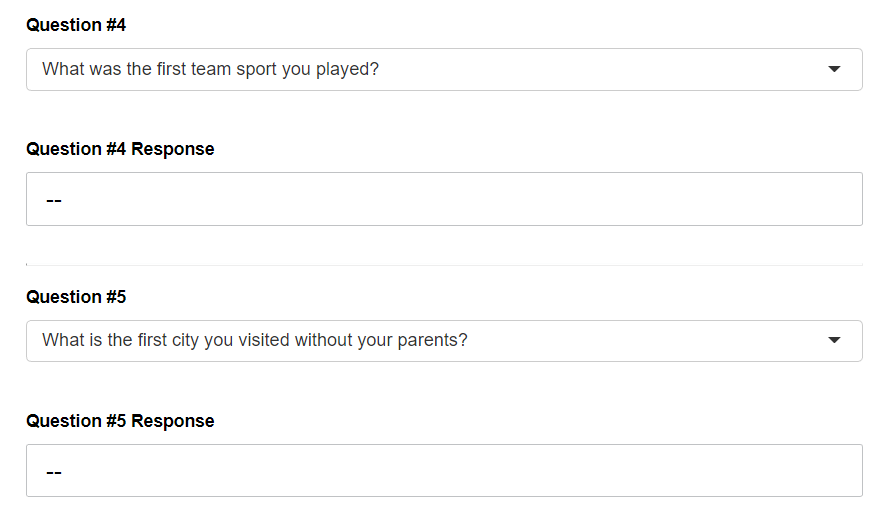 Question #4
What was the first team sport you played?
Question #4 Response
--
Question #5
What is the first city you visited without your parents?
Question #5 Response
--